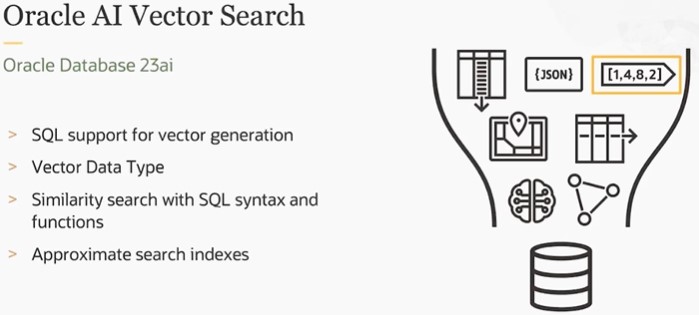 Oracle AI Vector Search
Oracle Database 23ai
> SQL support for vector generation
> Vector Data Type
> Similarity search with SQL syntax and
functions
> Approximate search indexes
{JSON}
[1,4,8,2]